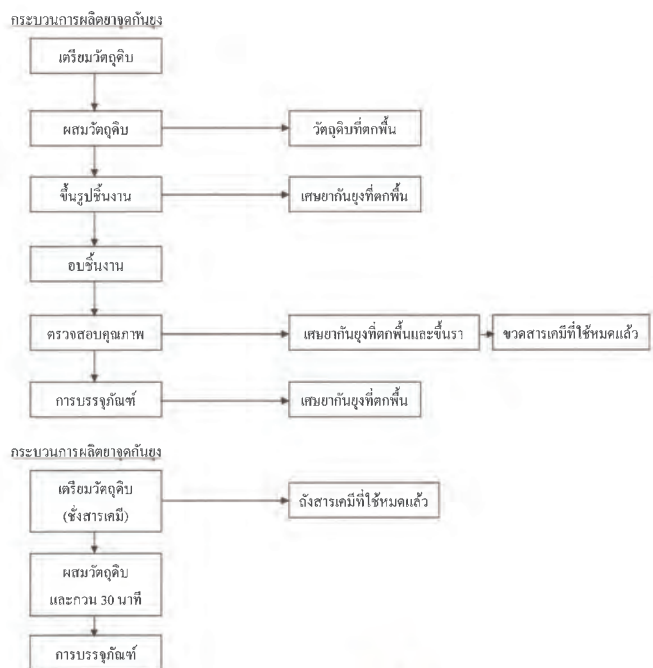 กระบวนการผลิตยาจุดกันยุง
เตรียมวัตถุดิบ
ผสมวัตถุดิบ
วัตถุดิบที่ตกพื้น
ขึ้นรูปชิ้นงาน
เศษยากันยุงที่ตกพื้น
อบชิ้นงาน
ตรวจสอบคุณภาพ
เศษยากันยุงที่ตกพื้นและขึ้นรา
ขวดสารเคมีที่ใช้หมดแล้ว
การบรรจุภัณฑ์
เศษยากันยุงที่ตกพื้น
กระบวนการผลิตยาจุดกันยุง
เตรียมวัตถุดิบ
(ชั่งสารเคมี)
ถังสารเคมีที่ใช้หมดแล้ว
ผสมวัตถุดิบ
และกวน 30 นาที
การบรรจุภัณฑ์